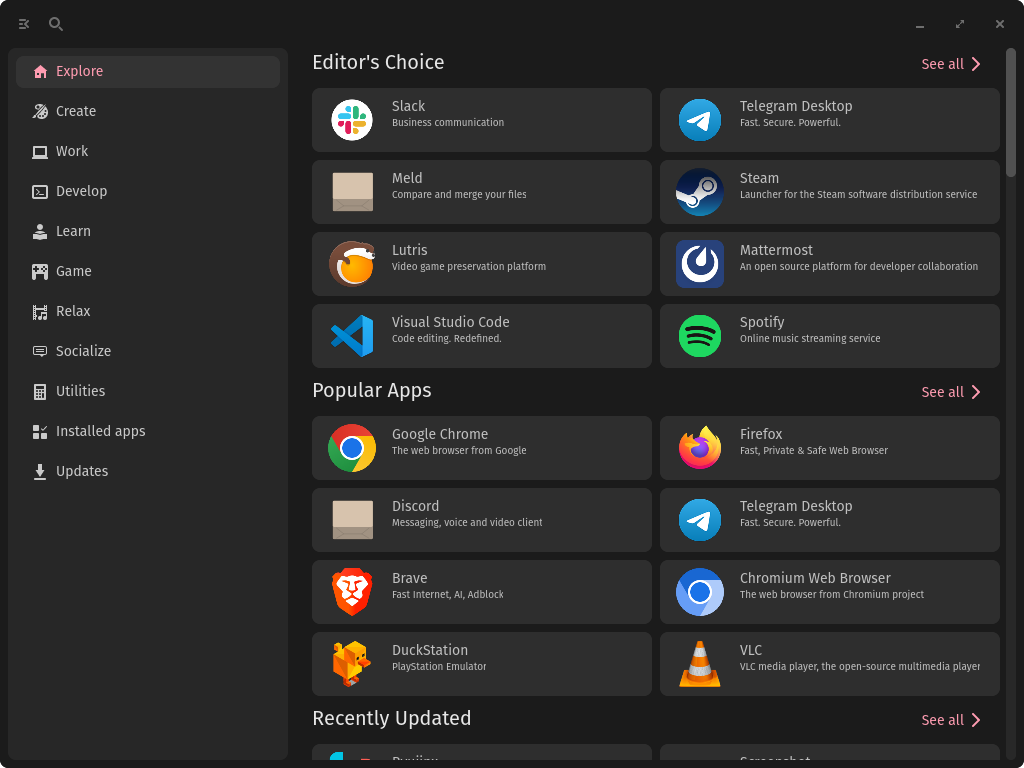 Explore
Create
Work
Develop
Learn
Game
Relax
Socialize
Utilities
Installed apps
Updates
Editor's Choice
See all
Slack
Business communication
Telegram Desktop
Fast. Secure. Powerful.
Meld
Compare and merge your files
Steam
Launcher for the Steam software distribution service
Lutris
Video game preservation platform
Mattermost
An open source platform for developer collaboration
Visual Studio Code
Code editing. Redefined.
Spotify
Online music streaming service
Popular Apps
See all
Google Chrome
The web browser from Google
Firefox
Fast, Private & Safe Web Browser
Discord
Messaging, voice and video client
Telegram Desktop
Fast. Secure. Powerful.
Brave
Fast Internet, AI, Adblock
Chromium Web Browser
The web browser from Chromium project
DuckStation
PlayStation Emulator
VLC
VLC media player, the open-source multimedia player
Recently Updated
See all